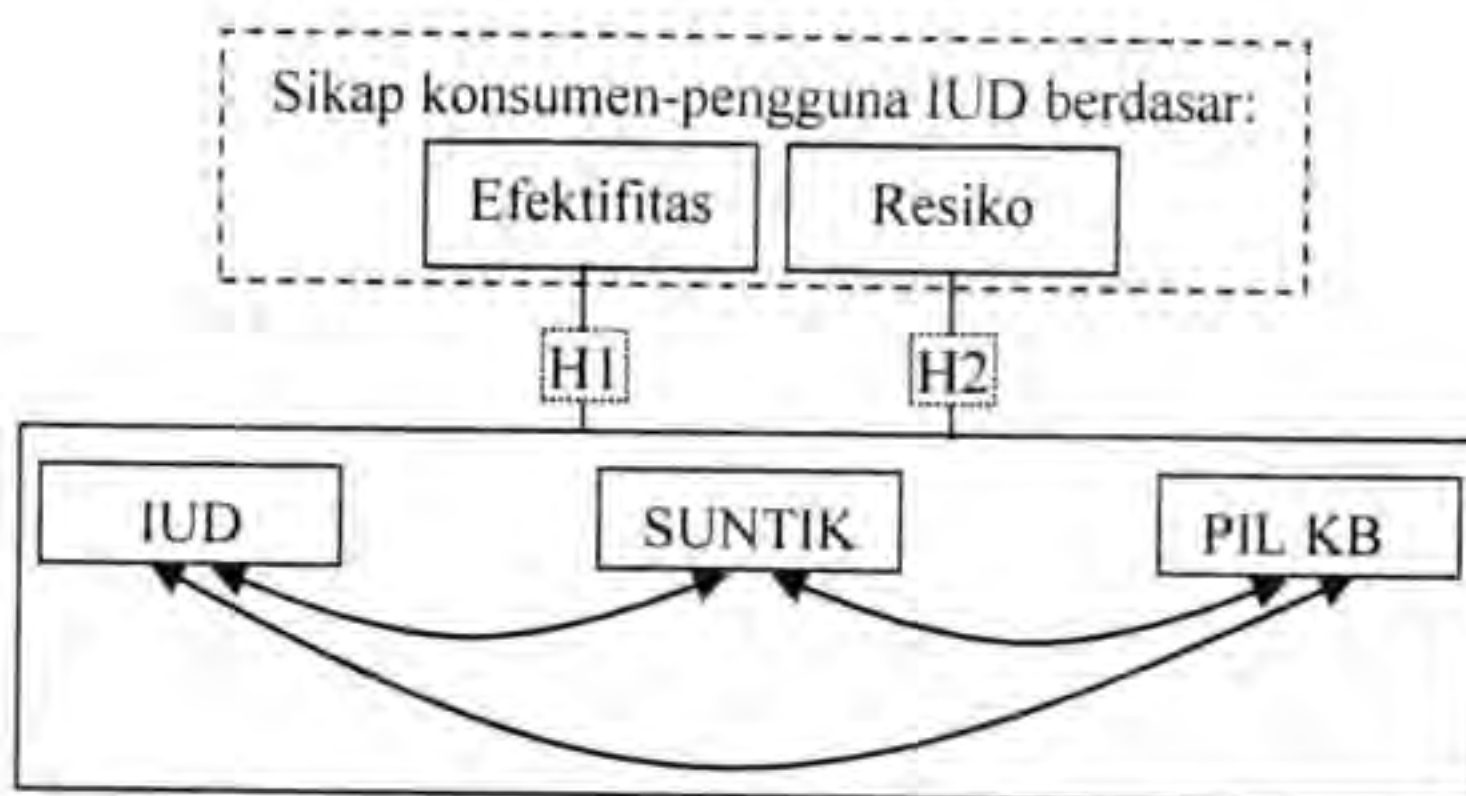 Sikap konsumen-pengguna IUD berdasar:
Efektifitas
Resiko
H1
H2
IUD
SUNTIK
PIL KB